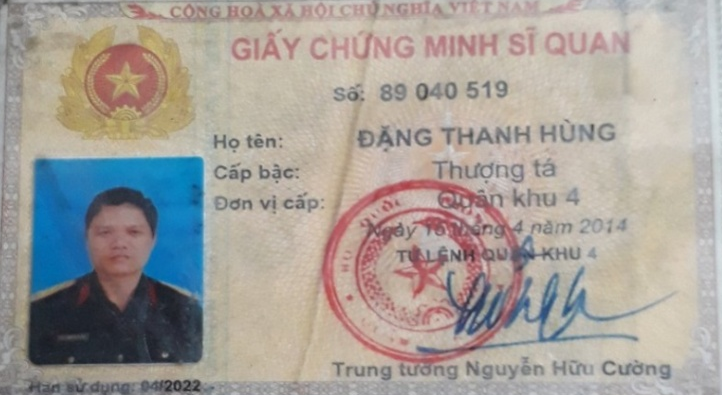 CỘNG HOÀ XÃ HỘI CHỦ NGHĨA VIỆT NAM
GIẤY CHỨNG MINH SĨ QUAN
Số: 89 040 519
Họ tên: ĐẶNG THANH HÙNG
Cấp bậc: Thượng tá
Đơn vị cấp: Quân khu 4
Ngày 16 tháng 4 năm 2014
TƯ LỆNH QUÂN KHU 4
Trung tướng Nguyễn Hữu Cường
Hạn sử dụng: 04/2022